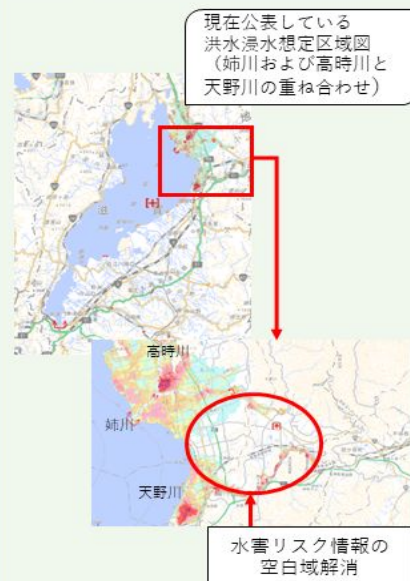 現在公表している
洪水浸水想定区域図
（姉川および高時川と
天野川の重ね合わせ）
高時川
姉川
天野川
水害リスク情報の
空白域解消